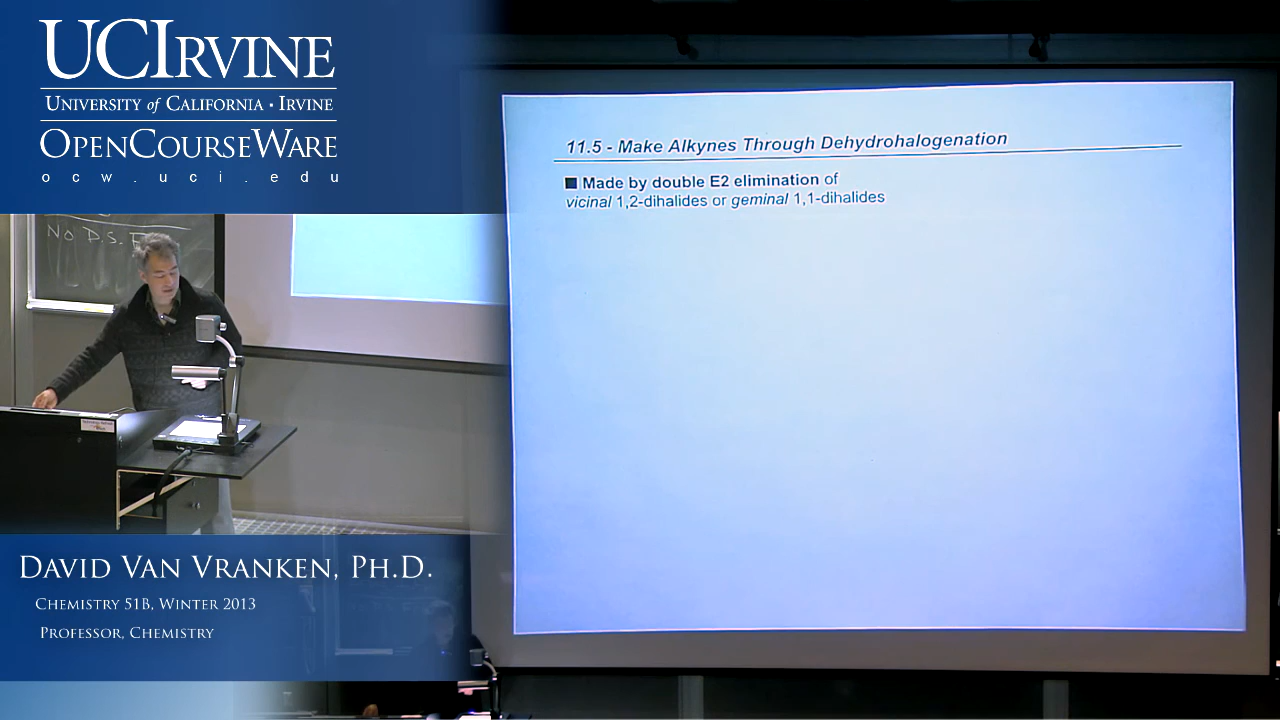 UCIRVINE
UNIVERSITY of CALIFORNIA • IRVINE
OPENCOURSEWARE
ocw.uci.edu
11.5 - Make Alkynes Through Dehydrohalogenation
■ Made by double E2 elimination of
vicinal 1,2-dihalides or geminal 1,1-dihalides
NO D.S.
DAVID VAN VRANKEN, PH.D.
CHEMISTRY 51B, WINTER 2013
PROFESSOR, CHEMISTRY